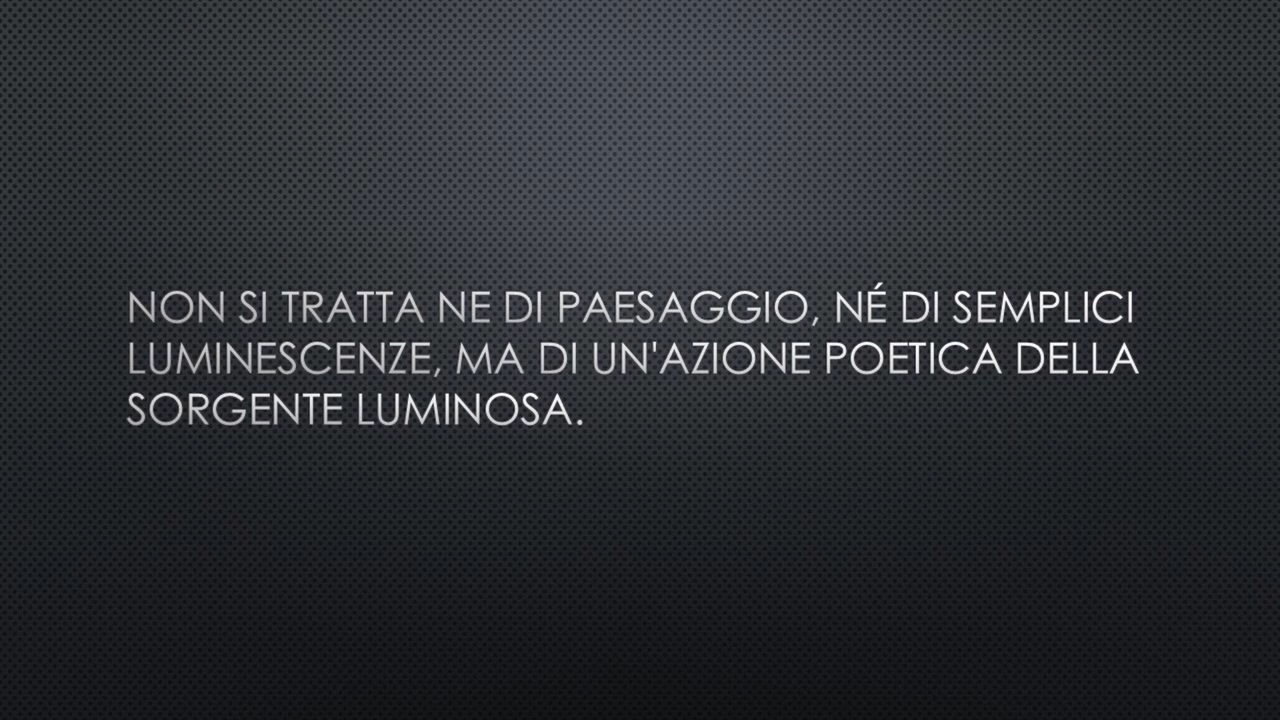 NON SI TRATTA NE DI PAESAGGIO, NÉ DI SEMPLICI
LUMINESCENZE, MA DI UN'AZIONE POETICA DELLA
SORGENTE LUMINOSA.